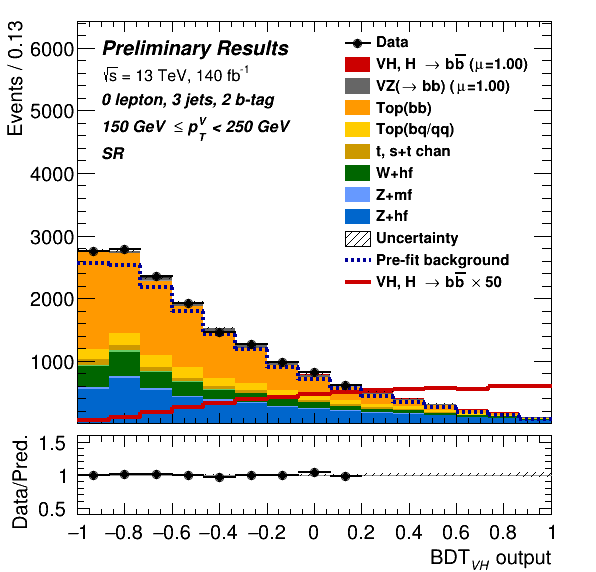 Events / 0.13
6000
5000
4000
3000
2000
1000
Preliminary Results
√s = 13 TeV, 140 fb⁻¹
0 lepton, 3 jets, 2 b-tag
150 GeV ≤ p_T^V < 250 GeV
SR
Data
VH, H → bb̅ (μ=1.00)
VZ(→ bb) (μ=1.00)
Top(bb)
Top(bq/qq)
t, s+t chan
W+hf
Z+mf
Z+hf
Uncertainty
Pre-fit background
VH, H → bb̅ × 50
Data/Pred.
1.5
1
0.5
−1 −0.8 −0.6 −0.4 −0.2 0 0.2 0.4 0.6 0.8 1
BDT_VH output